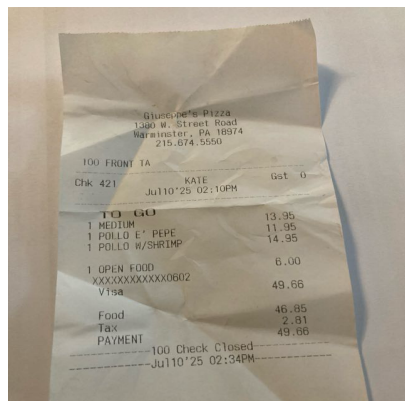 Giuseppe's Pizza
1380 W. Street Road
Warminster, PA 18974
215.674.5550
100 FRONT TA
Chk 421 KATE Gst 0
Jul10'25 02:10PM
TO GO
1 MEDIUM 13.95
1 POLLO E' PEPE 11.95
1 POLLO W/SHRIMP 14.95
1 OPEN FOOD 6.00
XXXXXXXXXXXX0602
Visa 49.66
Food 46.85
Tax 2.81
PAYMENT 49.66
------------100 Check Closed------------
------------Jul10'25 02:34PM------------